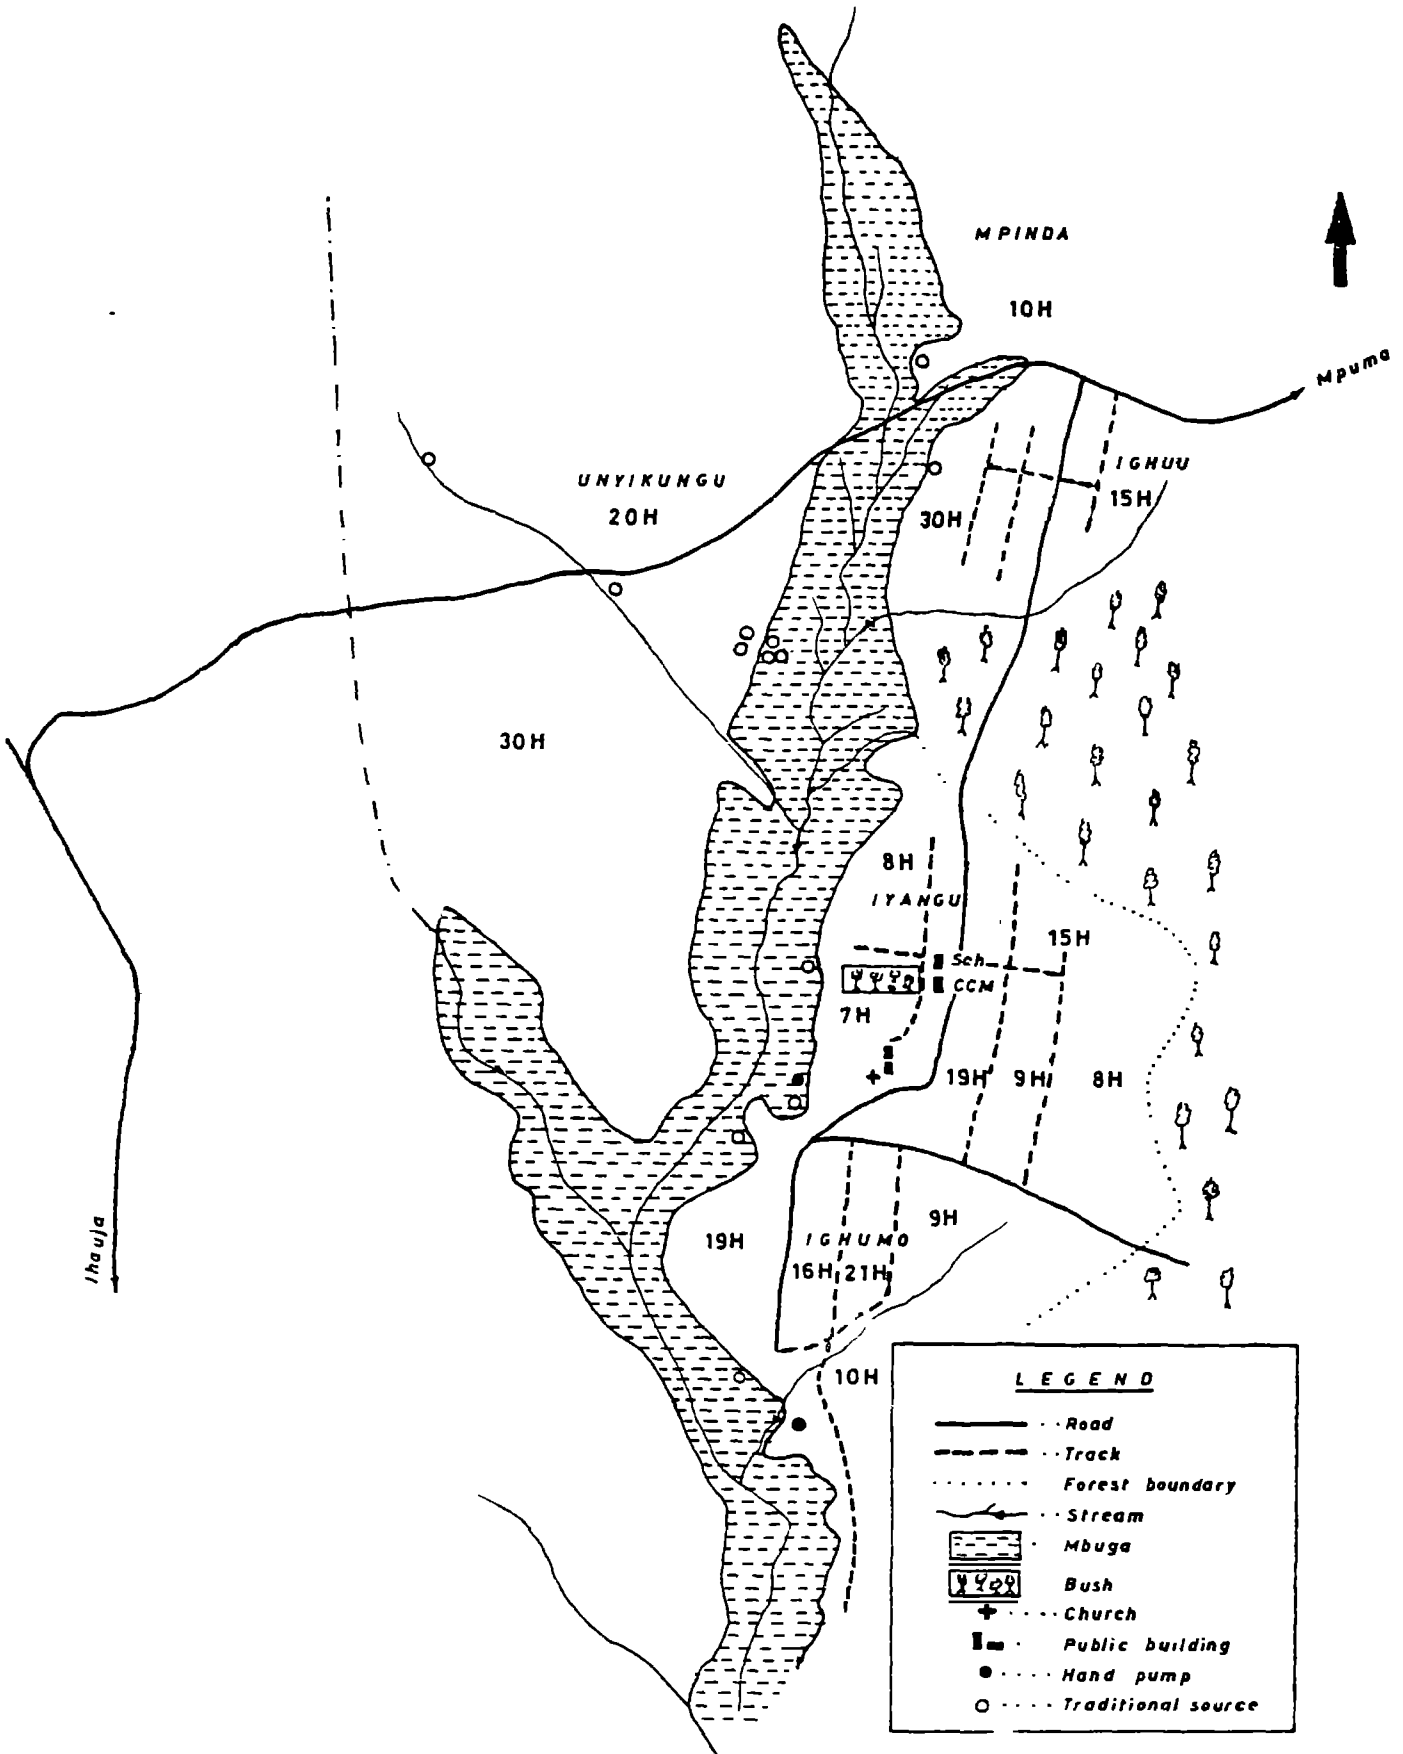 MPINDA
10H
Mpuma
IGHUU
15H
UNYIKUNGU
20H
30H
30H
8H
IYANGU
15H
Sch
CCM
7H
19H
9H
8H
9H
19H
IGHUMO
16H
21H
Ihauja
10H
LEGEND
Road
Track
Forest boundary
Stream
Mbuga
Bush
Church
Public building
Hand pump
Traditional source